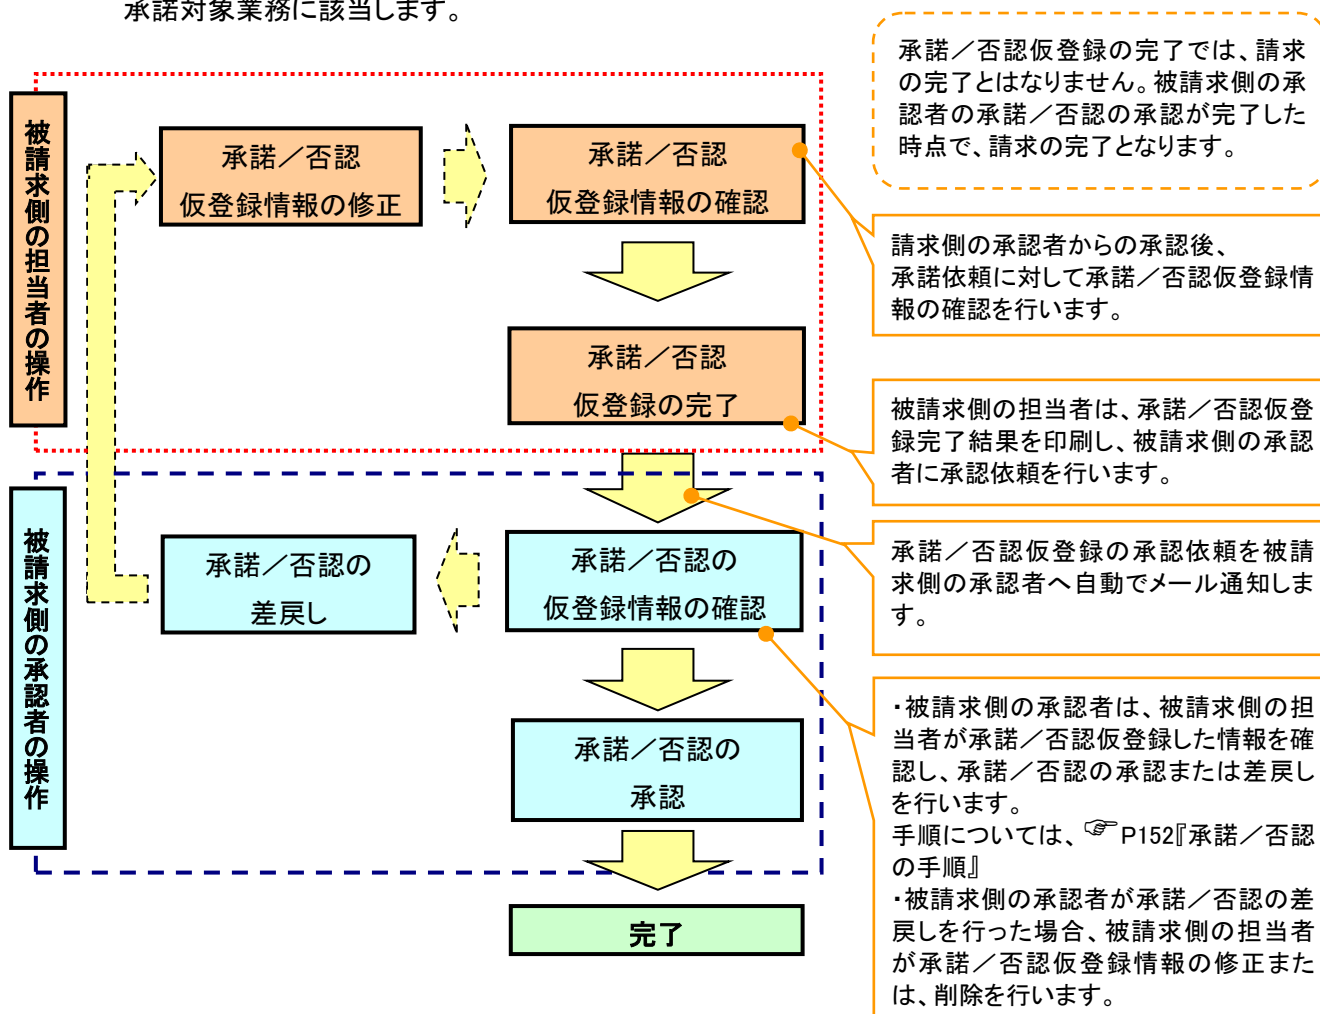 承諾対象業務に該当します。
承諾／否認仮登録の完了では、請求
の完了とはなりません。被請求側の承
認者の承諾／否認の承認が完了した
時点で、請求の完了となります。
被請求側の担当者の操作
承諾／否認
仮登録情報の修正
承諾／否認
仮登録情報の確認
請求側の承認者からの承認後、
承諾依頼に対して承諾／否認仮登録情
報の確認を行います。
承諾／否認
仮登録の完了
被請求側の担当者は、承諾／否認仮登
録完了結果を印刷し、被請求側の承認
者に承認依頼を行います。
被請求側の承認者の操作
承諾／否認の
差戻し
承諾／否認の
仮登録情報の確認
承諾／否認仮登録の承認依頼を被請
求側の承認者へ自動でメール通知しま
す。
承諾／否認の
承認
・被請求側の承認者は、被請求側の担
当者が承諾／否認仮登録した情報を確
認し、承諾／否認の承認または差戻し
を行います。
手順については、☞P152『承諾／否認
の手順』
・被請求側の承認者が承諾／否認の差
戻しを行った場合、被請求側の担当者
が承諾／否認仮登録情報の修正また
は、削除を行います。
完了